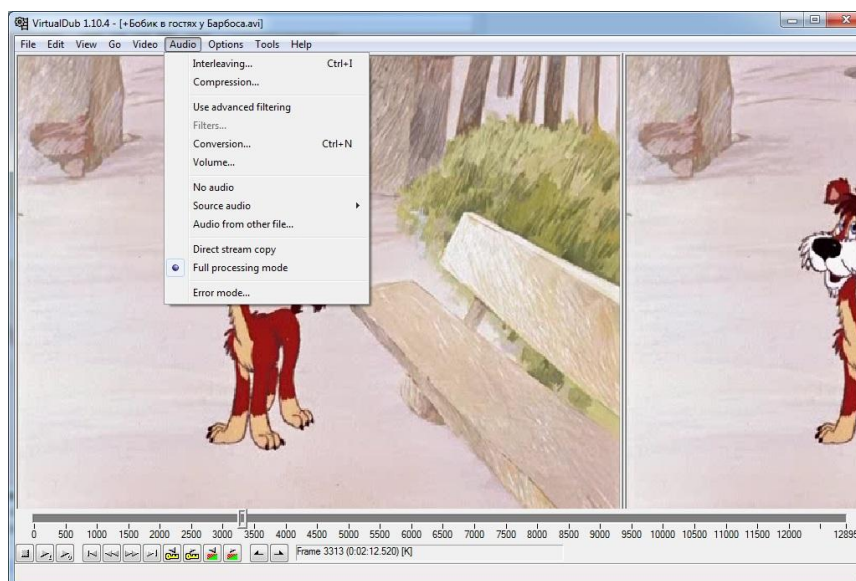 VirtualDub 1.10.4 - [+Бобик в гостях у Барбоса.avi]
File Edit View Go Video Audio Options Tools Help
Interleaving... Ctrl+I
Compression...
Use advanced filtering
Filters...
Conversion... Ctrl+N
Volume...
No audio
Source audio
Audio from other file...
Direct stream copy
Full processing mode
Error mode...
0 500 1000 1500 2000 2500 3000 3500 4000 4500 5000 5500 6000 6500 7000 7500 8000 8500 9000 9500 10000 10500 11000 11500 12000 12895
Frame 3313 (0:02:12.520) [K]